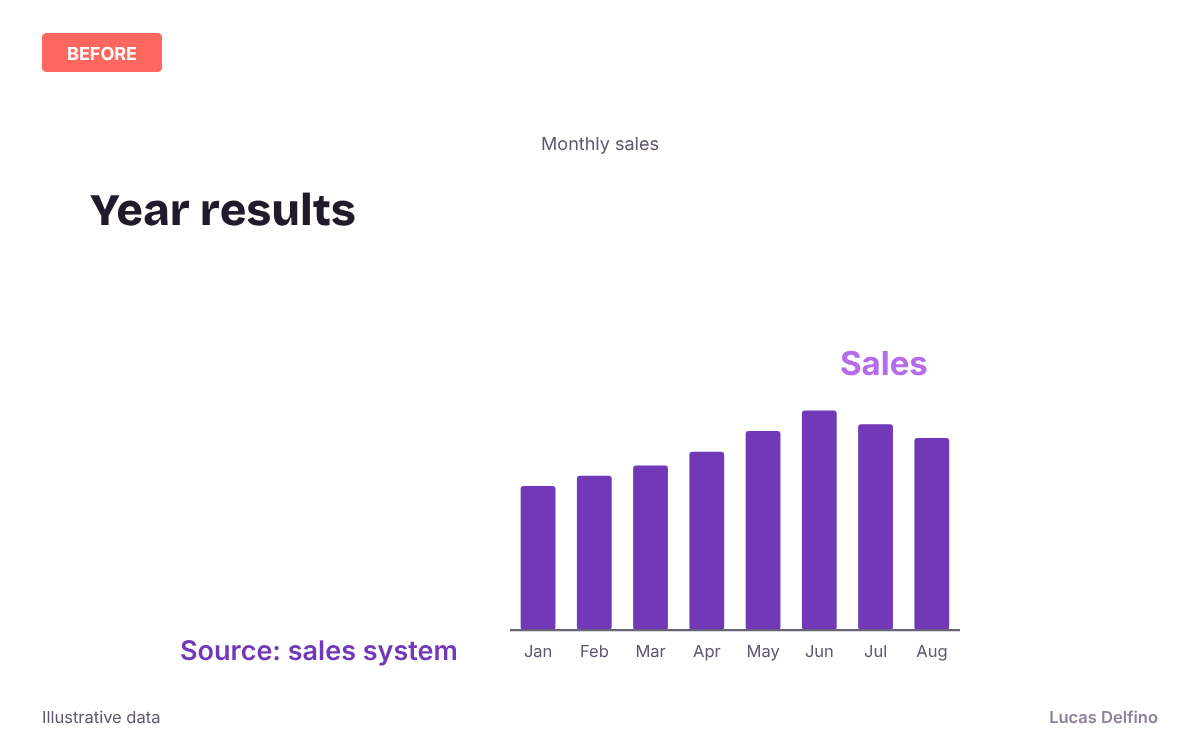 BEFORE
Monthly sales
Year results
Sales
Source: sales system
Jan Feb Mar Apr May Jun Jul Aug
Illustrative data
Lucas Delfino